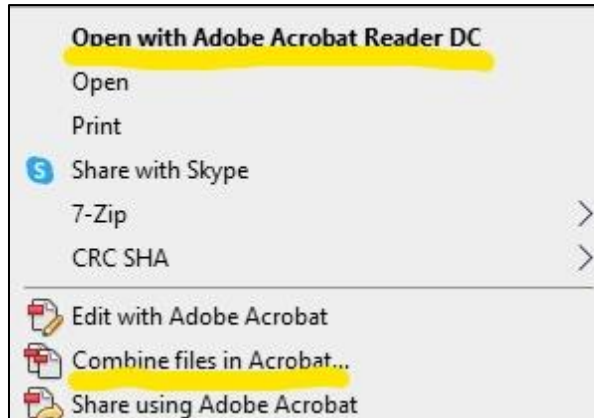 Open with Adobe Acrobat Reader DC
Open
Print
S Share with Skype
7-Zip
CRC SHA
Edit with Adobe Acrobat
Combine files in Acrobat...
Share using Adobe Acrobat